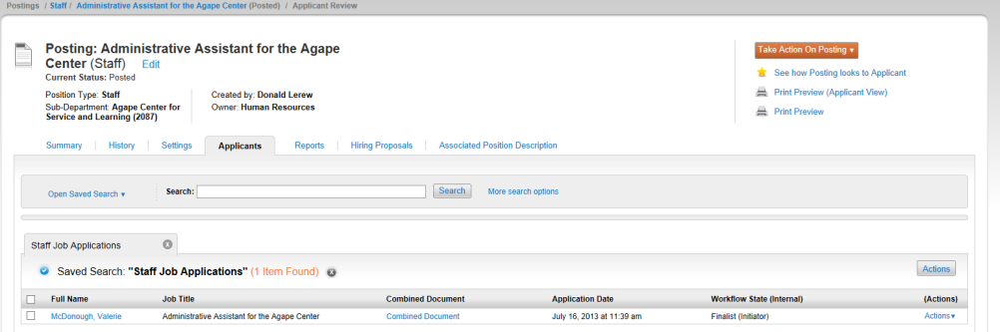 Postings / Staff / Administrative Assistant for the Agape Center (Posted) / Applicant Review
Posting: Administrative Assistant for the Agape
Center (Staff) Edit
Current Status: Posted
Position Type: Staff
Sub-Department: Agape Center for
Service and Learning (2087)
Created by: Donald Lerew
Owner: Human Resources
Take Action On Posting
See how Posting looks to Applicant
Print Preview (Applicant View)
Print Preview
Summary History Settings Applicants Reports Hiring Proposals Associated Position Description
Open Saved Search Search: Search More search options
Staff Job Applications
Saved Search: "Staff Job Applications" (1 Item Found) Actions
Full Name Job Title Combined Document Application Date Workflow State (Internal) (Actions)
McDonough, Valerie Administrative Assistant for the Agape Center Combined Document July 16, 2013 at 11:39 am Finalist (Initiator) Actions